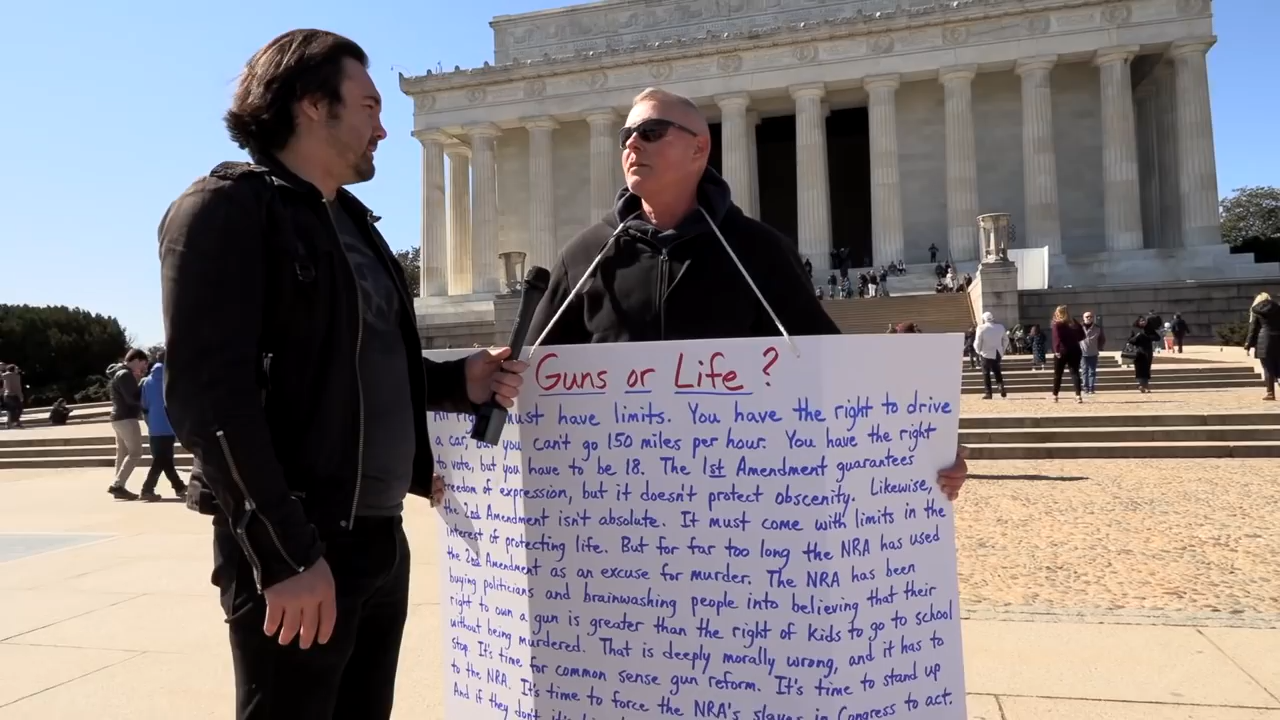 Guns or Life ?
All must have limits. You have the right to drive
a car, but you can't go 150 miles per hour. You have the right
to vote, but you have to be 18. The 1st Amendment guarantees
freedom of expression, but it doesn't protect obscenity. Likewise,
the 2nd Amendment isn't absolute. It must come with limits in the
interest of protecting life. But for far too long the NRA has used
the 2nd Amendment as an excuse for murder. The NRA has been
buying politicians and brainwashing people into believing that their
right to own a gun is greater than the right of kids to go to school
without being murdered. That is deeply morally wrong, and it has to
stop. It's time for common sense gun reform. It's time to stand up
to the NRA. It's time to force the NRA's slaves in Congress to act.
And if they don't, it's